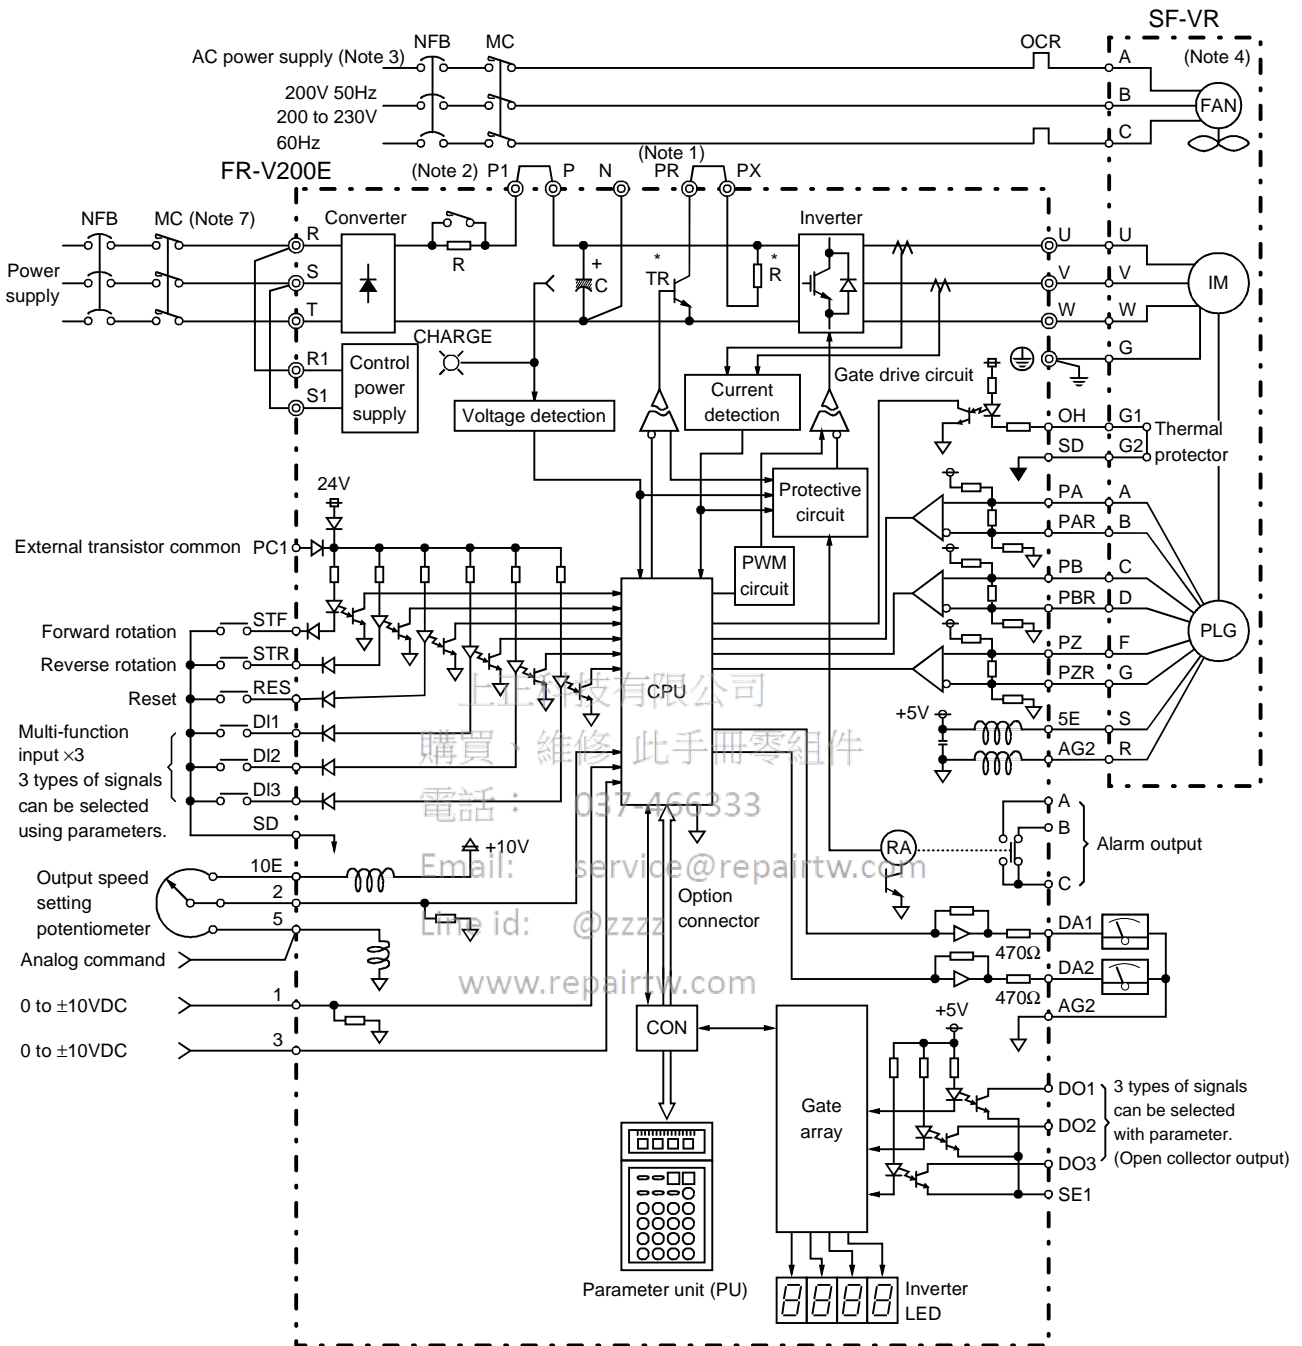 SF-VR
AC power supply (Note 3)
NFB
MC
OCR
A
(Note 4)
200V 50Hz
200 to 230V
60Hz
B
FAN
C
FR-V200E
(Note 2)
P1
P
N
(Note 1)
PR
PX
NFB
MC (Note 7)
R
Converter
Inverter
U
U
Power
supply
S
R
*
TR
*
R
+
C
V
V
IM
T
W
W
CHARGE
G
R1
Control
power
supply
S1
Voltage detection
Current
detection
Gate drive circuit
OH
G1
SD
G2
Thermal
protector
24V
Protective
circuit
PA
A
PAR
B
External transistor common
PC1
PWM
circuit
PB
C
PBR
D
Forward rotation
STF
PLG
Reverse rotation
STR
PZ
F
Reset
RES
CPU
PZR
G
上正科技有限公司
Multi-function
input ×3
3 types of signals
can be selected
using parameters.
DI1
DI2
DI3
SD
+5V
5E
S
AG2
R
購買、維修 此手冊零組件
電話： 037-466333
A
B
C
Alarm output
RA
+10V
Email: service@repairtw.com
Output speed
setting
potentiometer
10E
2
5
Option
connector
Line id: @zzzz
Analog command
470Ω
DA1
470Ω
DA2
www.repairtw.com
0 to ±10VDC
1
+5V
AG2
0 to ±10VDC
3
CON
Gate
array
DO1
DO2
DO3
SE1
3 types of signals
can be selected
with parameter.
(Open collector output)
Parameter unit (PU)
8888
Inverter
LED